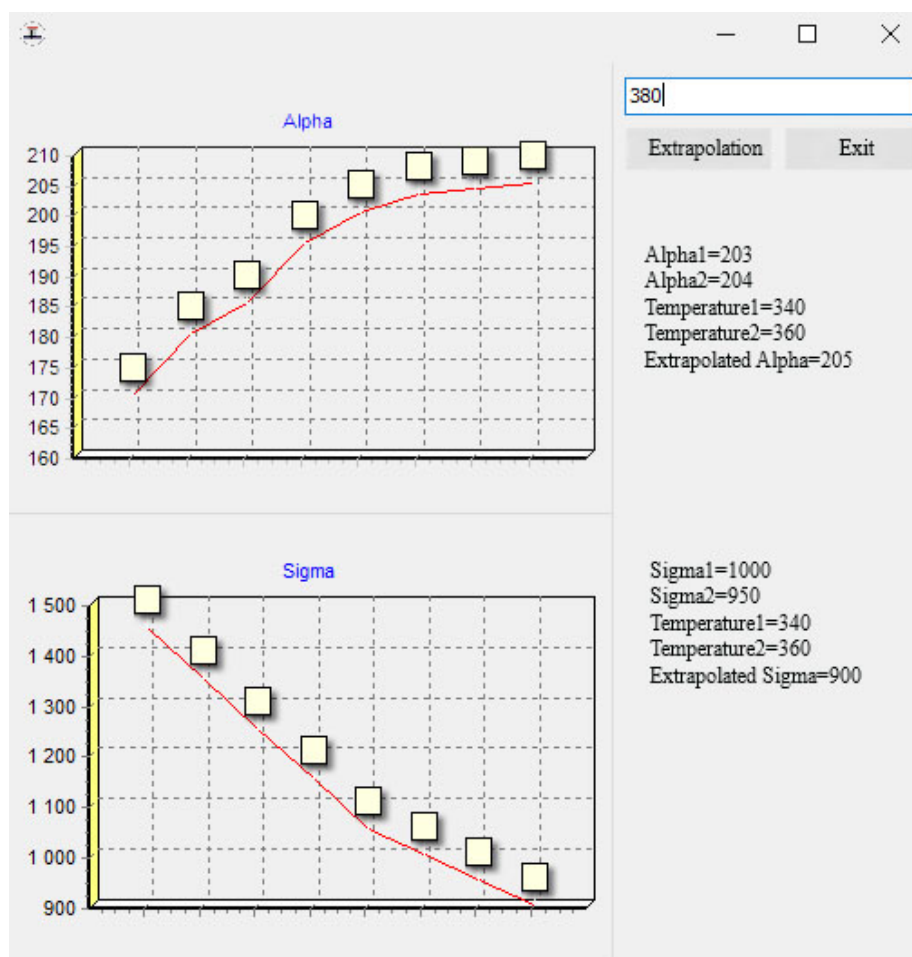 380
Extrapolation Exit
Alpha
210
205
200
195
190
185
180
175
170
165
160
Alpha1=203
Alpha2=204
Temperature1=340
Temperature2=360
Extrapolated Alpha=205
Sigma
1 500
1 400
1 300
1 200
1 100
1 000
900
Sigma1=1000
Sigma2=950
Temperature1=340
Temperature2=360
Extrapolated Sigma=900